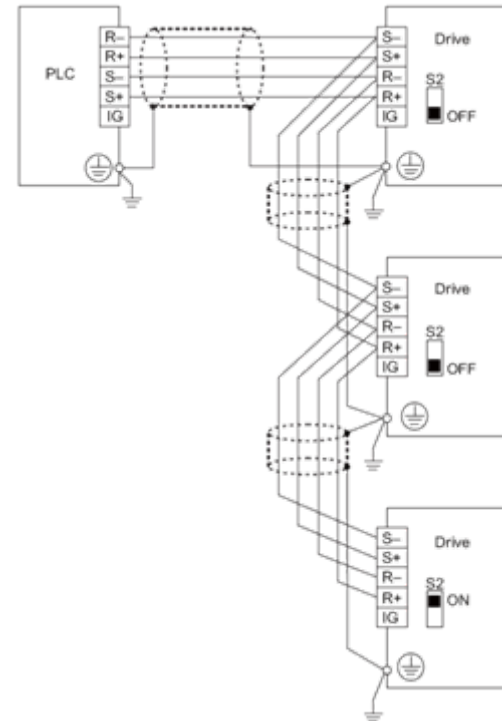 PLC
R–
R+
S–
S+
IG
S–
S+
R–
R+
IG
Drive
S2
OFF
S–
S+
R–
R+
IG
Drive
S2
OFF
S–
S+
R–
R+
IG
Drive
S2
ON